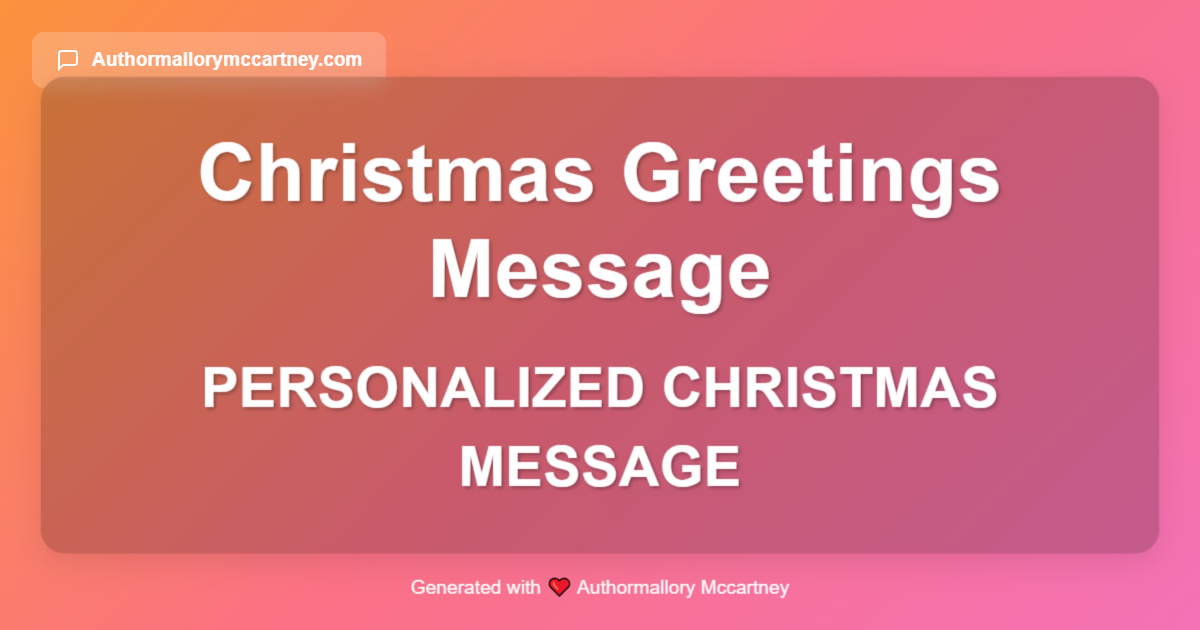 Authormallorymccartney.com
Christmas Greetings
Message
PERSONALIZED CHRISTMAS
MESSAGE
Generated with ❤️ Authormallory Mccartney